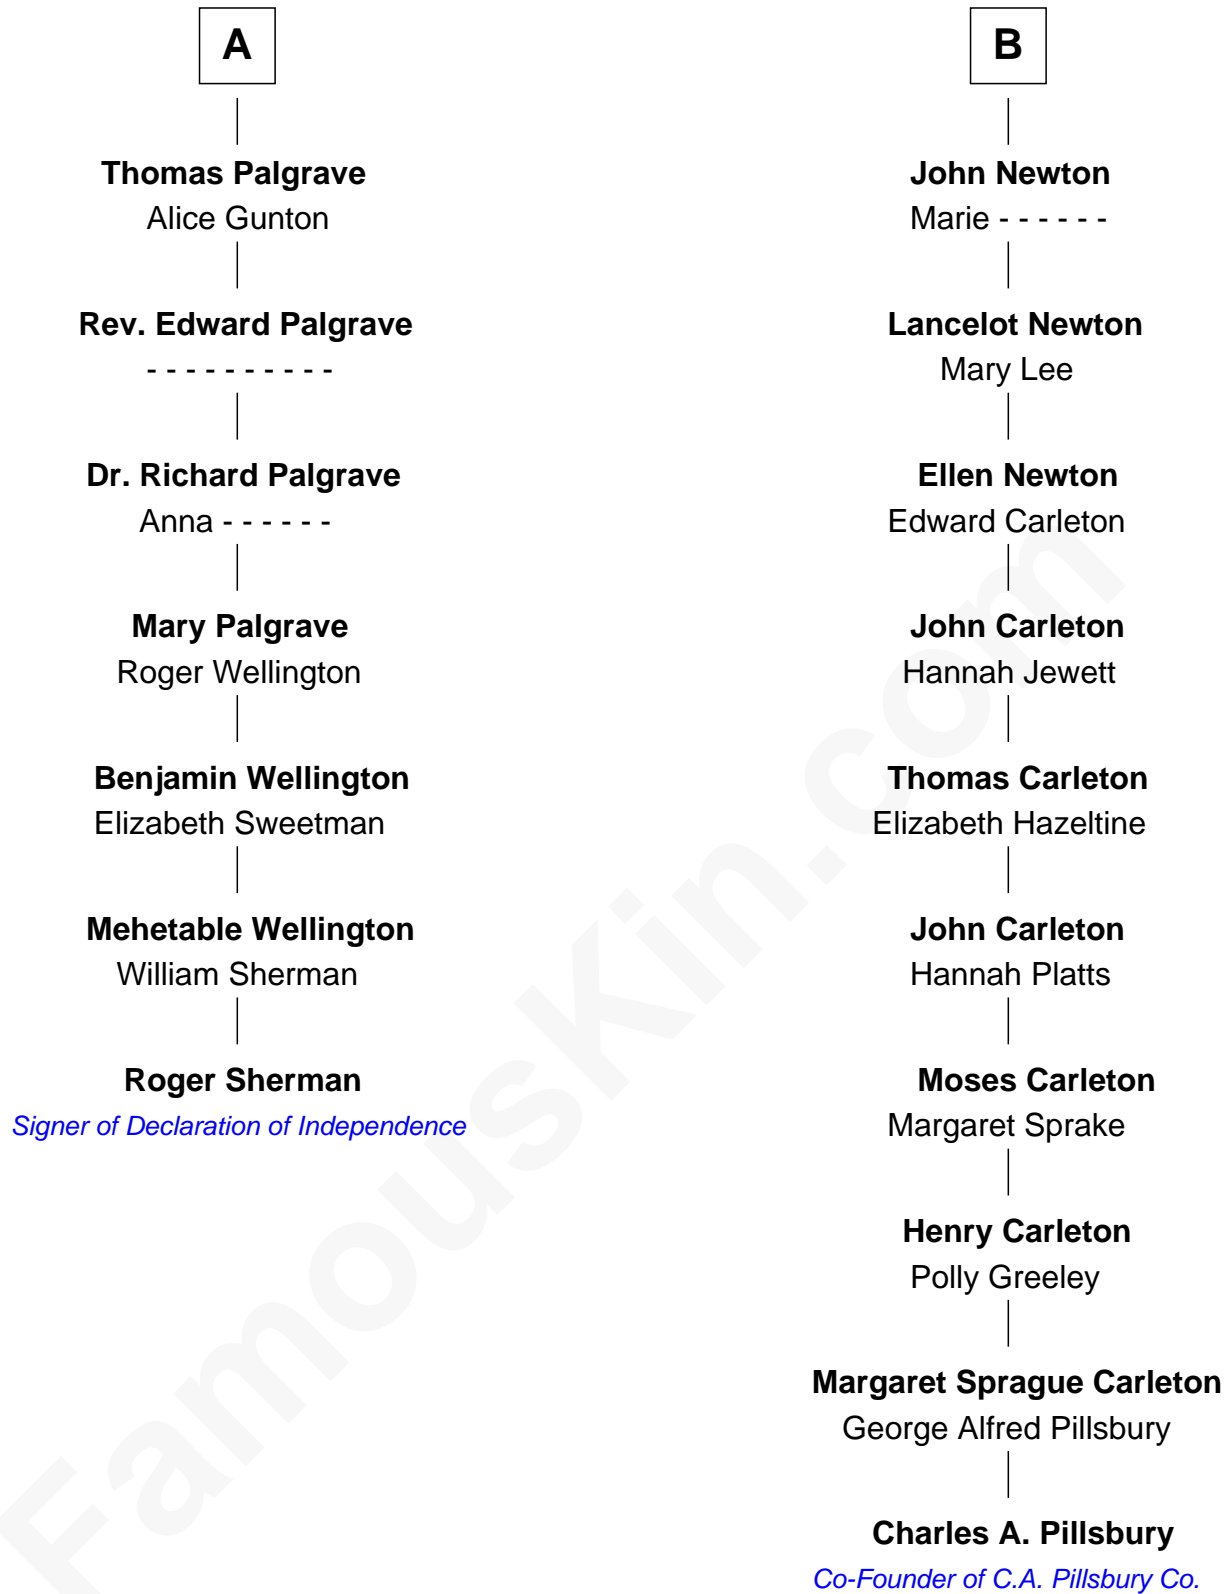 A
Thomas Palgrave
Alice Gunton
Rev. Edward Palgrave
- - - - - - - - - -
Dr. Richard Palgrave
Anna - - - - - -
Mary Palgrave
Roger Wellington
Benjamin Wellington
Elizabeth Sweetman
Mehetable Wellington
William Sherman
Roger Sherman
Signer of Declaration of Independence
B
John Newton
Marie - - - - - -
Lancelot Newton
Mary Lee
Ellen Newton
Edward Carleton
John Carleton
Hannah Jewett
Thomas Carleton
Elizabeth Hazeltine
John Carleton
Hannah Platts
Moses Carleton
Margaret Sprake
Henry Carleton
Polly Greeley
Margaret Sprague Carleton
George Alfred Pillsbury
Charles A. Pillsbury
Co-Founder of C.A. Pillsbury Co.
FamousKin.com